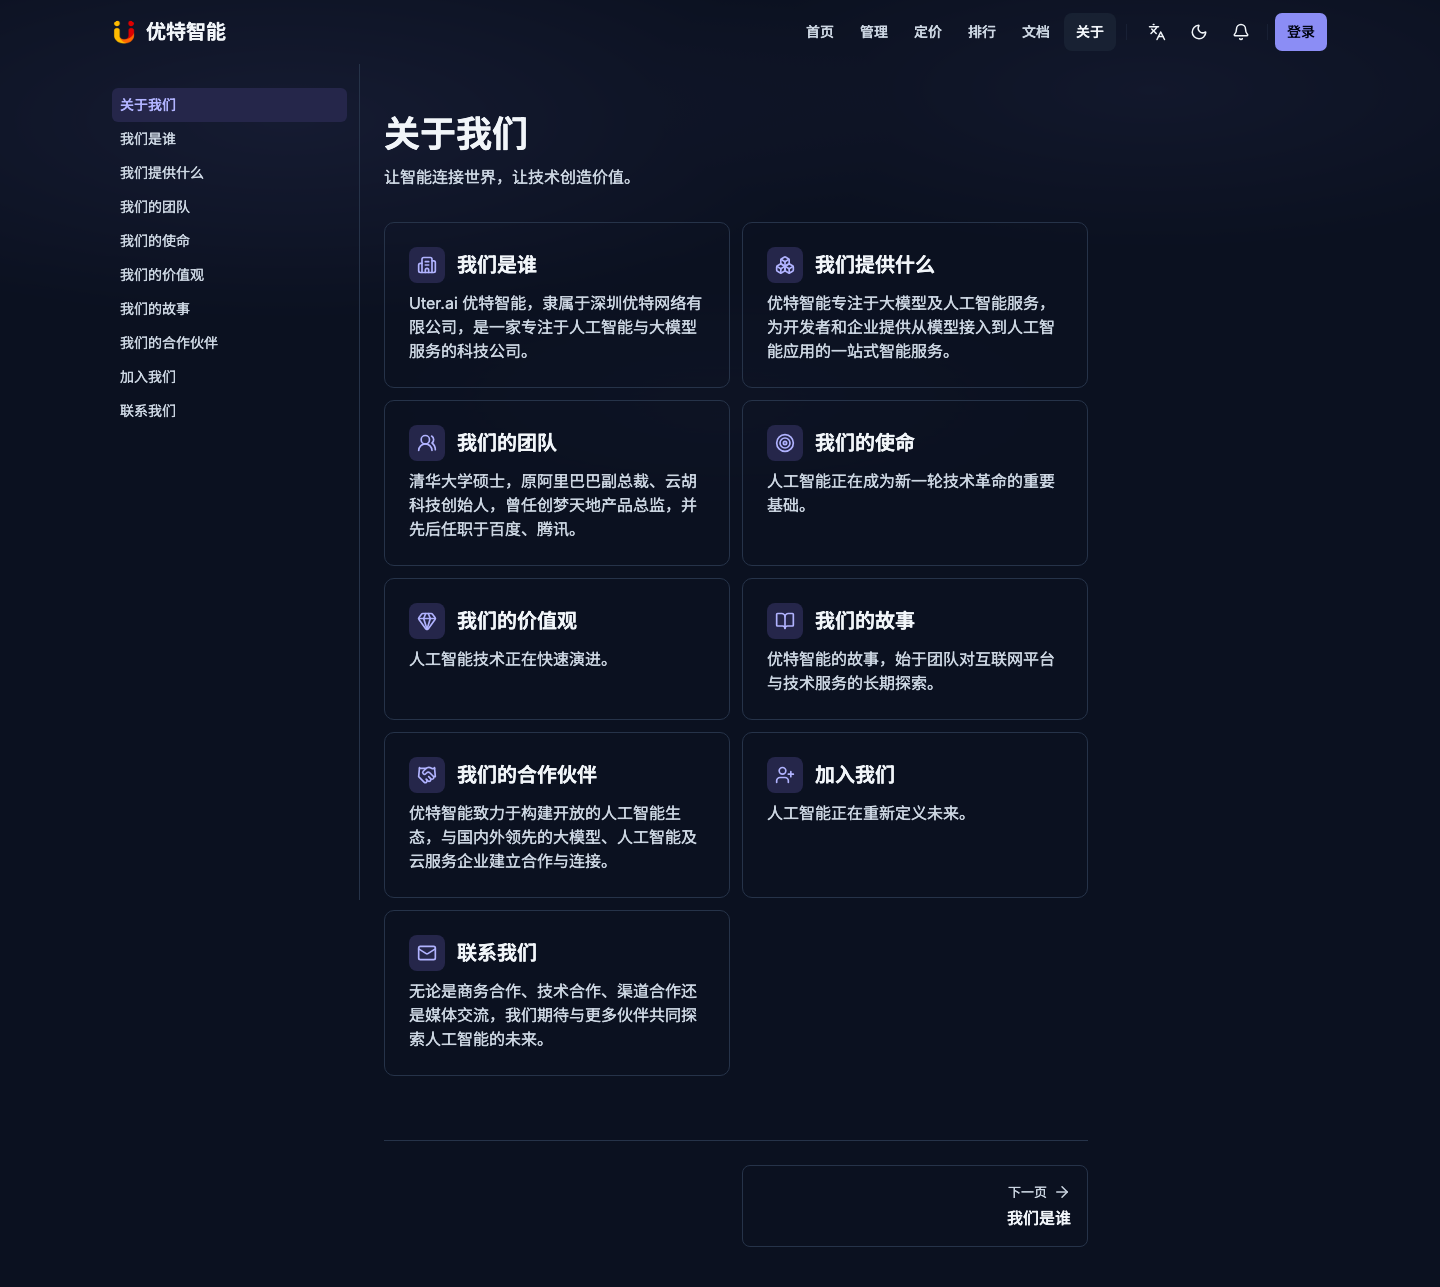 优特智能
首页 管理 定价 排行 文档 关于 登录
关于我们
我们是谁
我们提供什么
我们的团队
我们的使命
我们的价值观
我们的故事
我们的合作伙伴
加入我们
联系我们
关于我们
让智能连接世界，让技术创造价值。
我们是谁
Uter.ai 优特智能，隶属于深圳优特网络有
限公司，是一家专注于人工智能与大模型
服务的科技公司。
我们提供什么
优特智能专注于大模型及人工智能服务，
为开发者和企业提供从模型接入到人工智
能应用的一站式智能服务。
我们的团队
清华大学硕士，原阿里巴巴副总裁、云胡
科技创始人，曾任创梦天地产品总监，并
先后任职于百度、腾讯。
我们的使命
人工智能正在成为新一轮技术革命的重要
基础。
我们的价值观
人工智能技术正在快速演进。
我们的故事
优特智能的故事，始于团队对互联网平台
与技术服务的长期探索。
我们的合作伙伴
优特智能致力于构建开放的人工智能生
态，与国内外领先的大模型、人工智能及
云服务企业建立合作与连接。
加入我们
人工智能正在重新定义未来。
联系我们
无论是商务合作、技术合作、渠道合作还
是媒体交流，我们期待与更多伙伴共同探
索人工智能的未来。
下一页
我们是谁